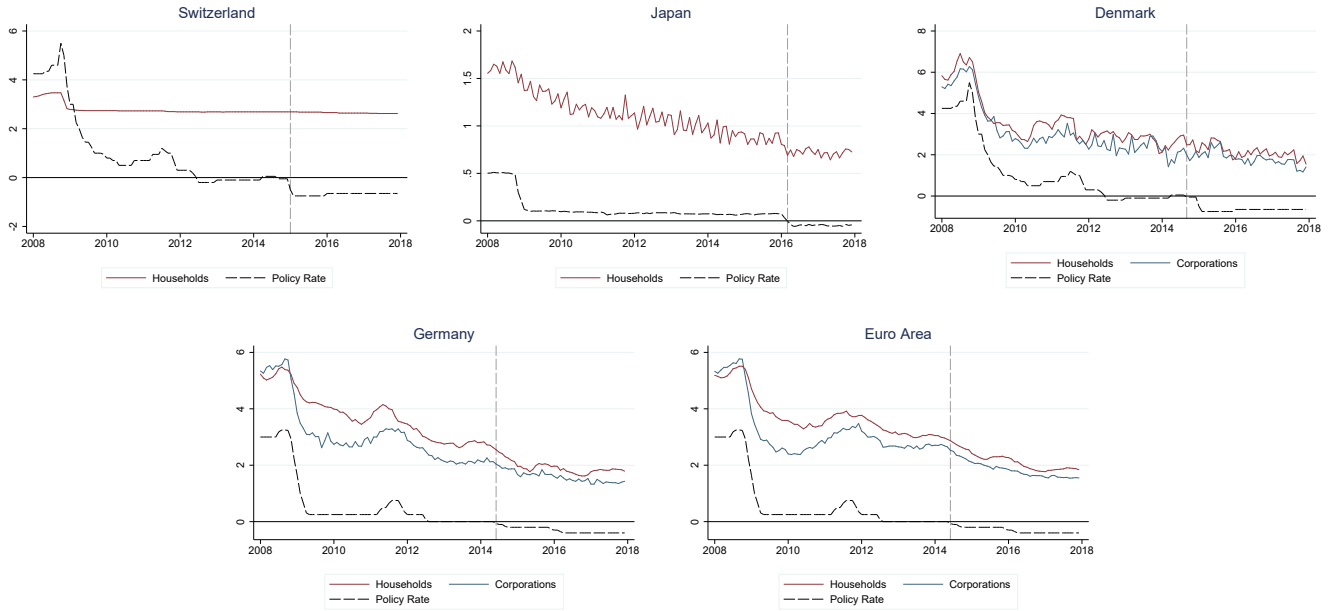 Switzerland
6
4
2
0
-2
2008 2010 2012 2014 2016 2018
Households Policy Rate
Japan
2
1.5
1
.5
0
2008 2010 2012 2014 2016 2018
Households Policy Rate
Denmark
8
6
4
2
0
2008 2010 2012 2014 2016 2018
Households Corporations
Policy Rate
Germany
6
4
2
0
2008 2010 2012 2014 2016 2018
Households Corporations
Policy Rate
Euro Area
6
4
2
0
2008 2010 2012 2014 2016 2018
Households Corporations
Policy Rate